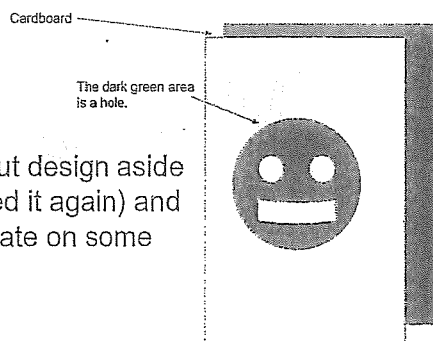 Cardboard
The dark green area
is a hole.
ut design aside
ed it again) and
ate on some